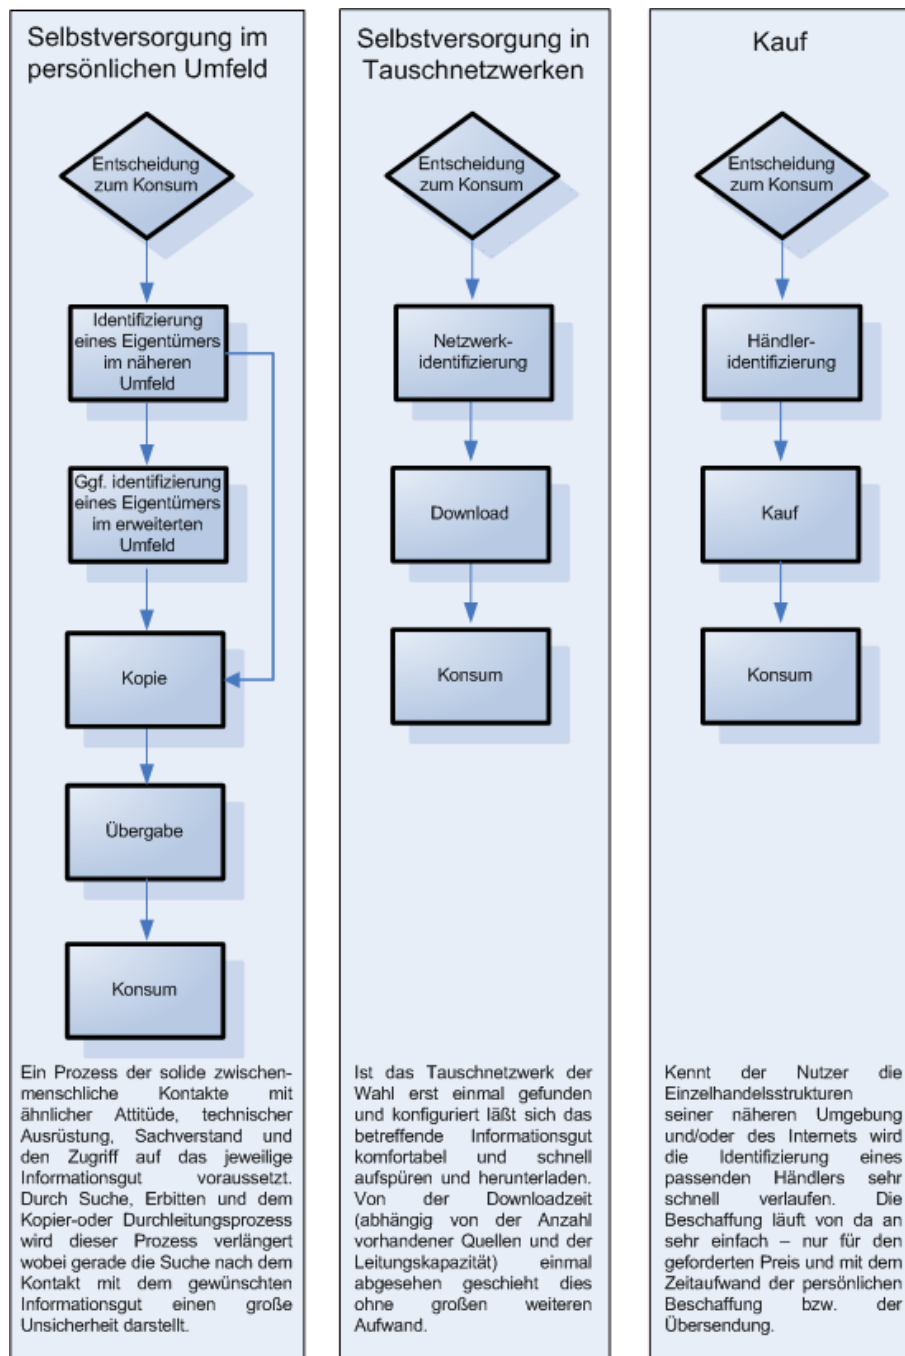 Selbstversorgung im
persönlichen Umfeld
Entscheidung
zum Konsum
Identifizierung
eines Eigentümers
im näheren
Umfeld
Ggf. identifizierung
eines Eigentümers
im erweiterten
Umfeld
Kopie
Übergabe
Konsum
Ein Prozess der solide zwischen-
menschliche Kontakte mit
ähnlicher Attitüde, technischer
Ausrüstung, Sachverstand und
den Zugriff auf das jeweilige
Informationsgut voraussetzt.
Durch Suche, Erbitten und dem
Kopier-oder Durchleitungsprozess
wird dieser Prozess verlängert
wobei gerade die Suche nach dem
Kontakt mit dem gewünschten
Informationsgut einen große
Unsicherheit darstellt.
Selbstversorgung in
Tauschnetzwerken
Entscheidung
zum Konsum
Netzwerk-
identifizierung
Download
Konsum
Ist das Tauschnetzwerk der
Wahl erst einmal gefunden
und konfiguriert läßt sich das
betreffende Informationsgut
komfortabel und schnell
aufspüren und herunterladen.
Von der Downloadzeit
(abhängig von der Anzahl
vorhandener Quellen und der
Leitungskapazität) einmal
abgesehen geschieht dies
ohne großen weiteren
Aufwand.
Kauf
Entscheidung
zum Konsum
Händler-
identifizierung
Kauf
Konsum
Kennt der Nutzer die
Einzelhandelsstrukturen
seiner näheren Umgebung
und/oder des Internets wird
die Identifizierung eines
passenden Händlers sehr
schnell verlaufen. Die
Beschaffung läuft von da an
sehr einfach – nur für den
geforderten Preis und mit dem
Zeitaufwand der persönlichen
Beschaffung bzw. der
Übersendung.